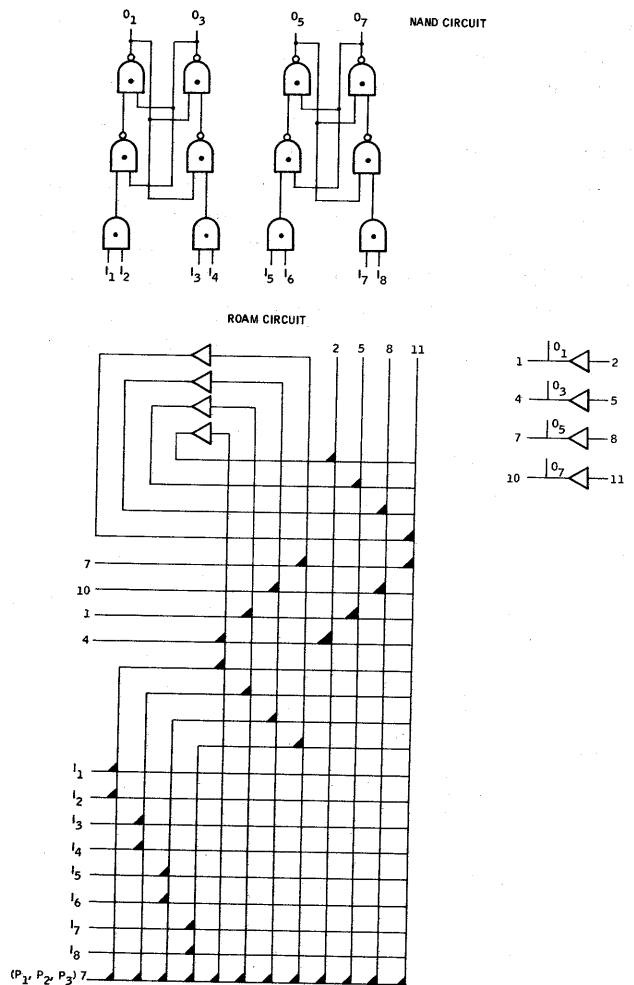 O1 O3 O5 O7 NAND CIRCUIT
I1 I2 I3 I4 I5 I6 I7 I8
ROAM CIRCUIT
2 5 8 11
1 O1 2
4 O3 5
7 O5 8
10 O7 11
7
10
1
4
I1
I2
I3
I4
I5
I6
I7
I8
(P1, P2, P3) 7